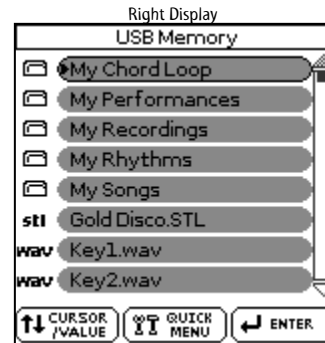 Right Display
USB Memory
My Chord Loop
My Performances
My Recordings
My Rhythms
My Songs
stl Gold Disco.STL
wav Key1.wav
wav Key2.wav
CURSOR /VALUE QUICK MENU ENTER